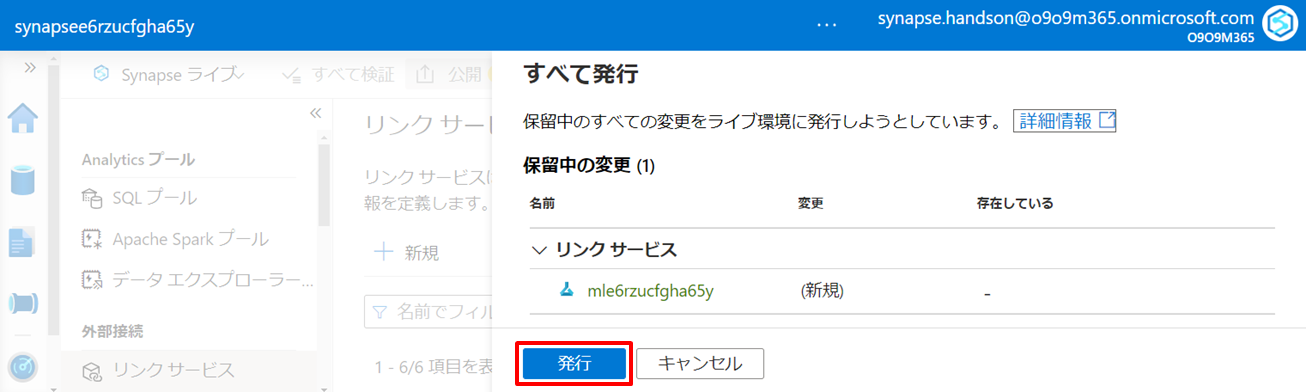 synapsee6rzucfgha65y
...
synapse.handson@o9o9m365.onmicrosoft.com
O9O9M365
Synapse ライブ
すべて検証
公開
Analytics プール
SQL プール
Apache Spark プール
データ エクスプローラー...
外部接続
リンク サービス
リンク サー
リンク サービスは
報を定義します。
新規
名前でフィル
1 - 6/6 項目を表
すべて発行
保留中のすべての変更をライブ環境に発行しようとしています。 詳細情報
保留中の変更 (1)
名前 変更 存在している
リンク サービス
mle6rzucfgha65y (新規) -
発行 キャンセル